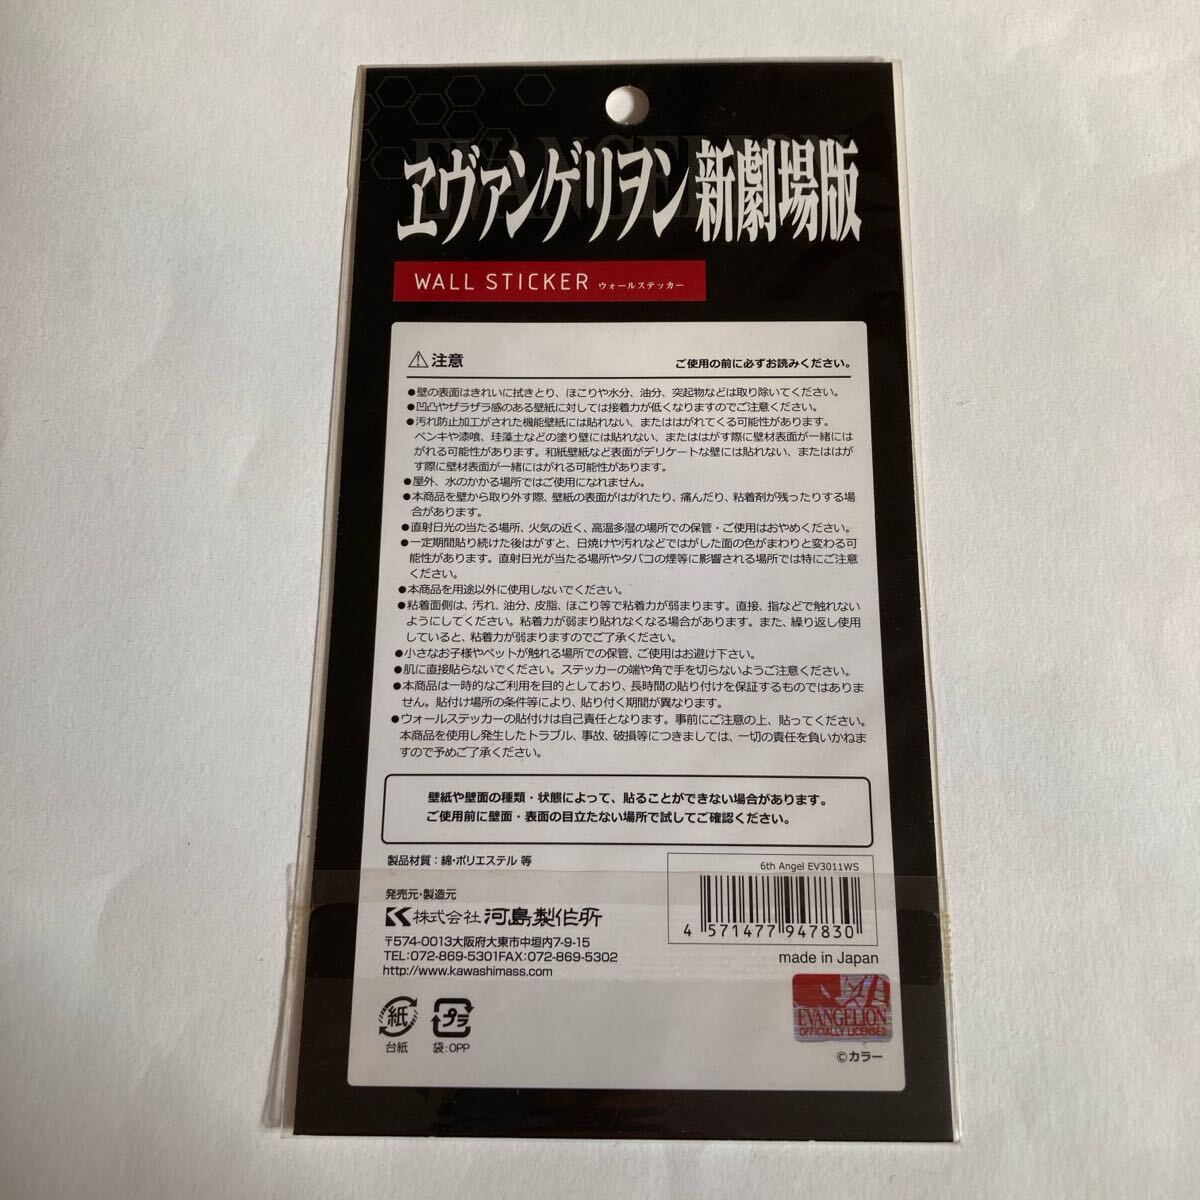 EVANGELION
ヱヴァンゲリヲン新劇場版
WALL STICKER ウォールステッカー
⚠注意 ご使用の前に必ずお読みください。
●壁の表面はきれいに拭きとり、ほこりや水分、油分、突起物などは取り除いてください。
●凹凸やザラザラ感のある壁紙に対しては接着力が低くなりますのでご注意ください。
●汚れ防止加工がされた機能壁紙には貼れない、またははがれてくる可能性があります。
ペンキや漆喰、珪藻土などの塗り壁には貼れない、またははがす際に壁材表面が一緒には
がれる可能性があります。和紙壁紙など表面がデリケートな壁には貼れない、またははが
す際に壁材表面が一緒にはがれる可能性があります。
●屋外、水のかかる場所ではご使用になれません。
●本商品を壁から取り外す際、壁紙の表面がはがれたり、痛んだり、粘着剤が残ったりする場
合があります。
●直射日光の当たる場所、火気の近く、高温多湿の場所での保管・ご使用はおやめください。
●一定期間貼り続けた後はがすと、日焼けや汚れなどではがした面の色がまわりと変わる可
能性があります。直射日光が当たる場所やタバコの煙等に影響される場所では特にご注意
ください。
●本商品を用途以外に使用しないでください。
●粘着面側は、汚れ、油分、皮脂、ほこり等で粘着力が弱まります。直接、指などで触れない
ようにしてください。粘着力が弱まり貼れなくなる場合があります。また、繰り返し使用
していると、粘着力が弱まりますのでご了承ください。
●小さなお子様やペットが触れる場所での保管、ご使用はお避け下さい。
●肌に直接貼らないでください。ステッカーの端や角で手を切らないようご注意ください。
●本商品は一時的なご利用を目的としており、長時間の貼り付けを保証するものではありま
せん。貼付け場所の条件等により、貼り付く期間が異なります。
●ウォールステッカーの貼付けは自己責任となります。事前にご注意の上、貼ってください。
本商品を使用し発生したトラブル、事故、破損等につきましては、一切の責任を負いかねま
すので予めご了承ください。
壁紙や壁面の種類・状態によって、貼ることができない場合があります。
ご使用前に壁面・表面の目立たない場所で試してご確認ください。
製品材質：綿・ポリエステル 等
6th Angel EV3011WS
4 571477 947830
made in Japan
発売元・製造元
株式会社 河島製作所
〒574-0013大阪府大東市中垣内7-9-15
TEL:072-869-5301FAX:072-869-5302
http://www.kawashimass.com
紙
台紙
プラ
袋:OPP
EVANGELION
OFFICIALLY LICENSED
©カラー